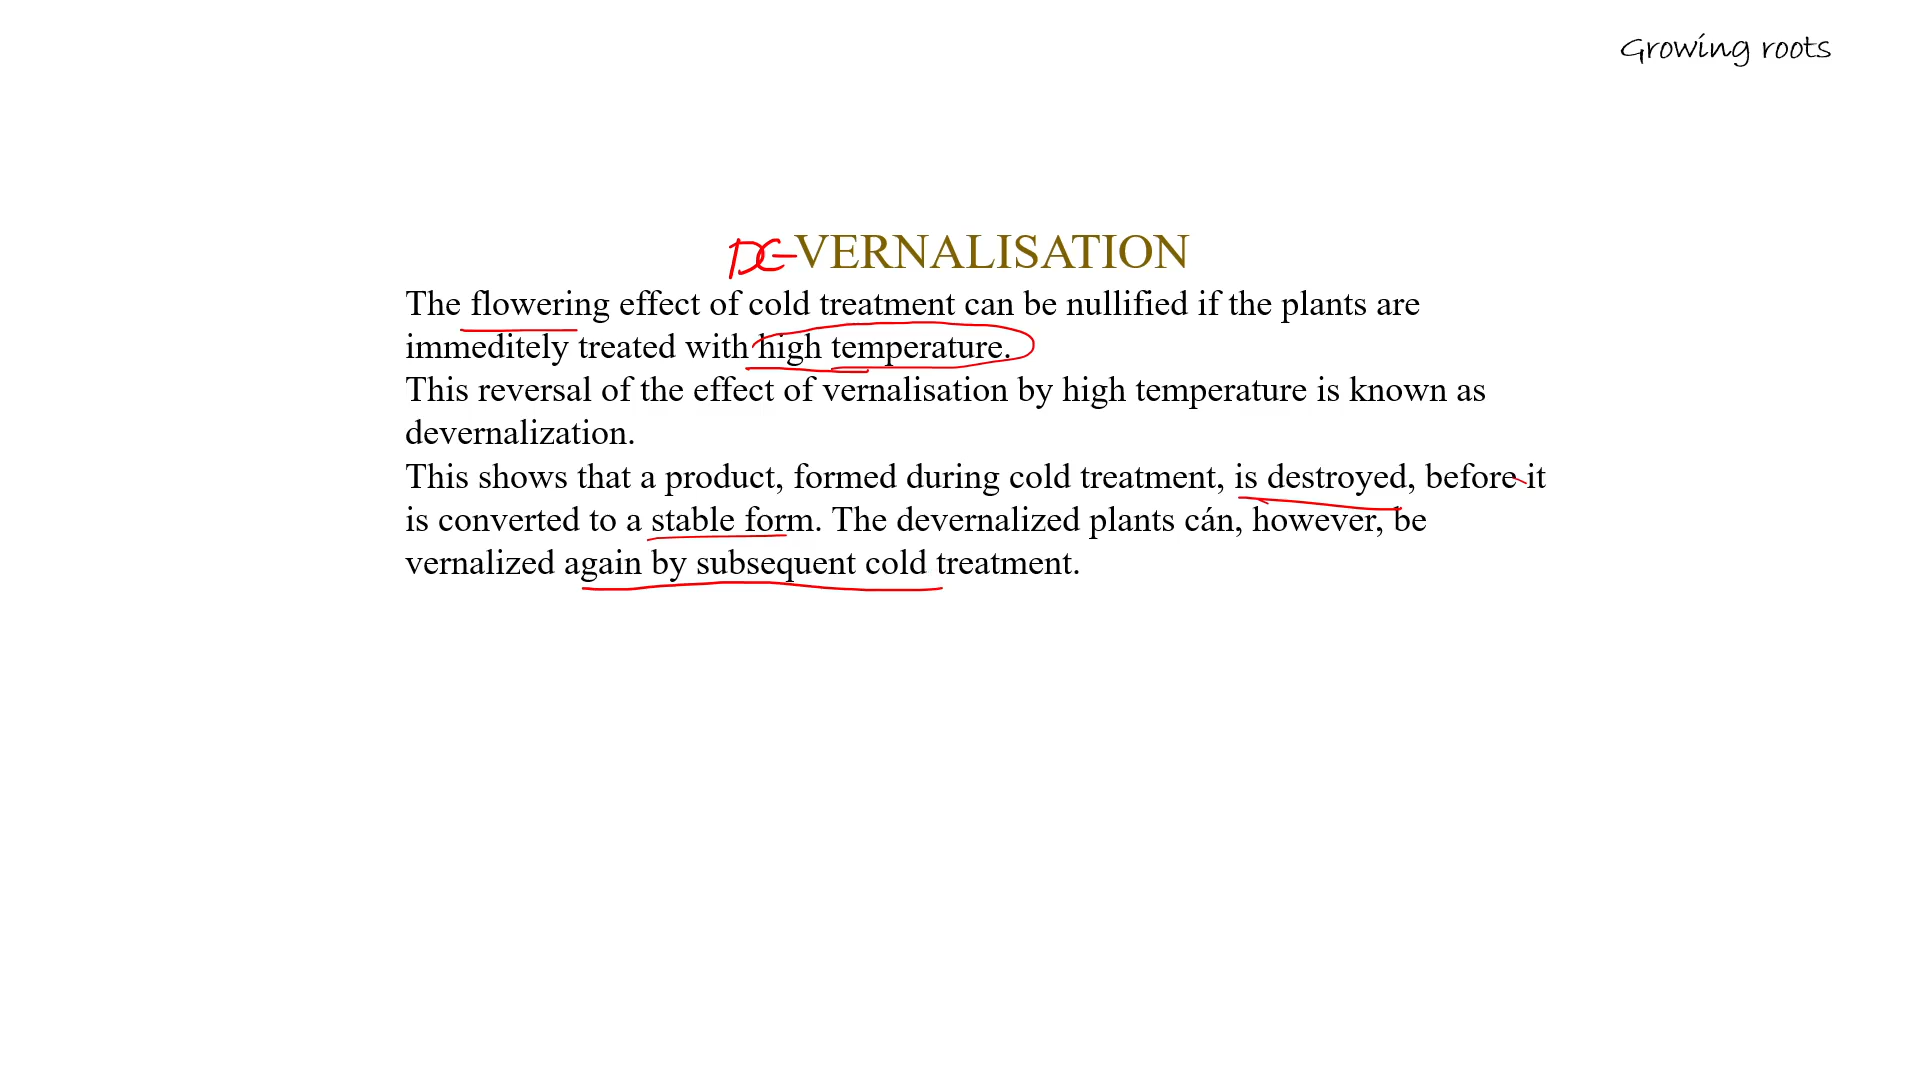 Growing roots
DE-VERNALISATION
The flowering effect of cold treatment can be nullified if the plants are
immeditely treated with high temperature.
This reversal of the effect of vernalisation by high temperature is known as
devernalization.
This shows that a product, formed during cold treatment, is destroyed, before it
is converted to a stable form. The devernalized plants cán, however, be
vernalized again by subsequent cold treatment.